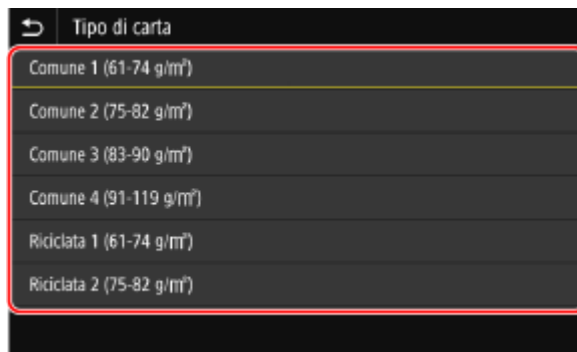 Tipo di carta
Comune 1 (61-74 g/m²)
Comune 2 (75-82 g/m²)
Comune 3 (83-90 g/m²)
Comune 4 (91-119 g/m²)
Riciclata 1 (61-74 g/m²)
Riciclata 2 (75-82 g/m²)